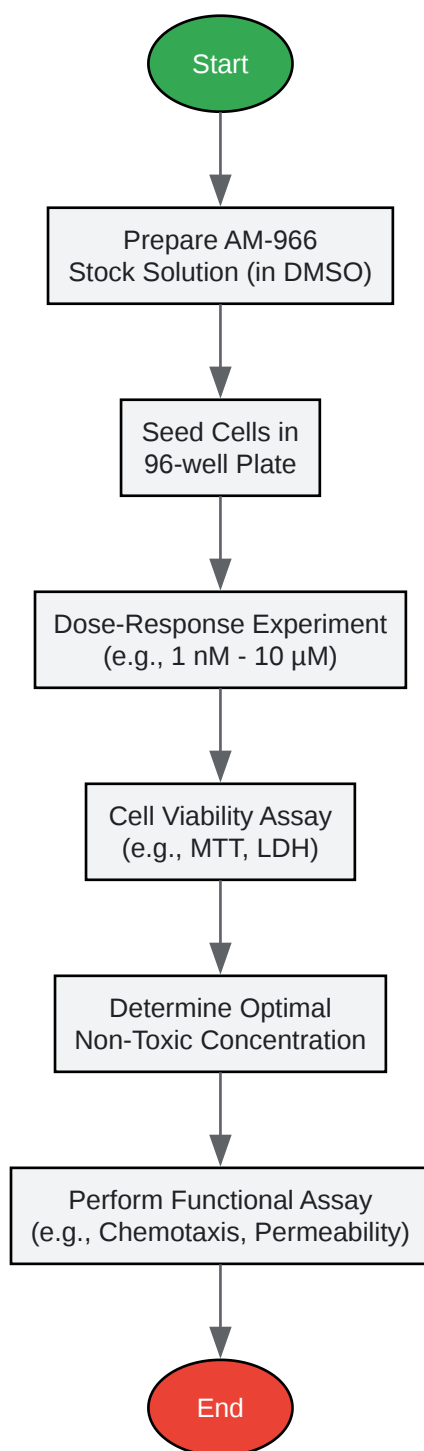 Start
Prepare AM-966
Stock Solution (in DMSO)
Seed Cells in
96-well Plate
Dose-Response Experiment
(e.g., 1 nM - 10 µM)
Cell Viability Assay
(e.g., MTT, LDH)
Determine Optimal
Non-Toxic Concentration
Perform Functional Assay
(e.g., Chemotaxis, Permeability)
End